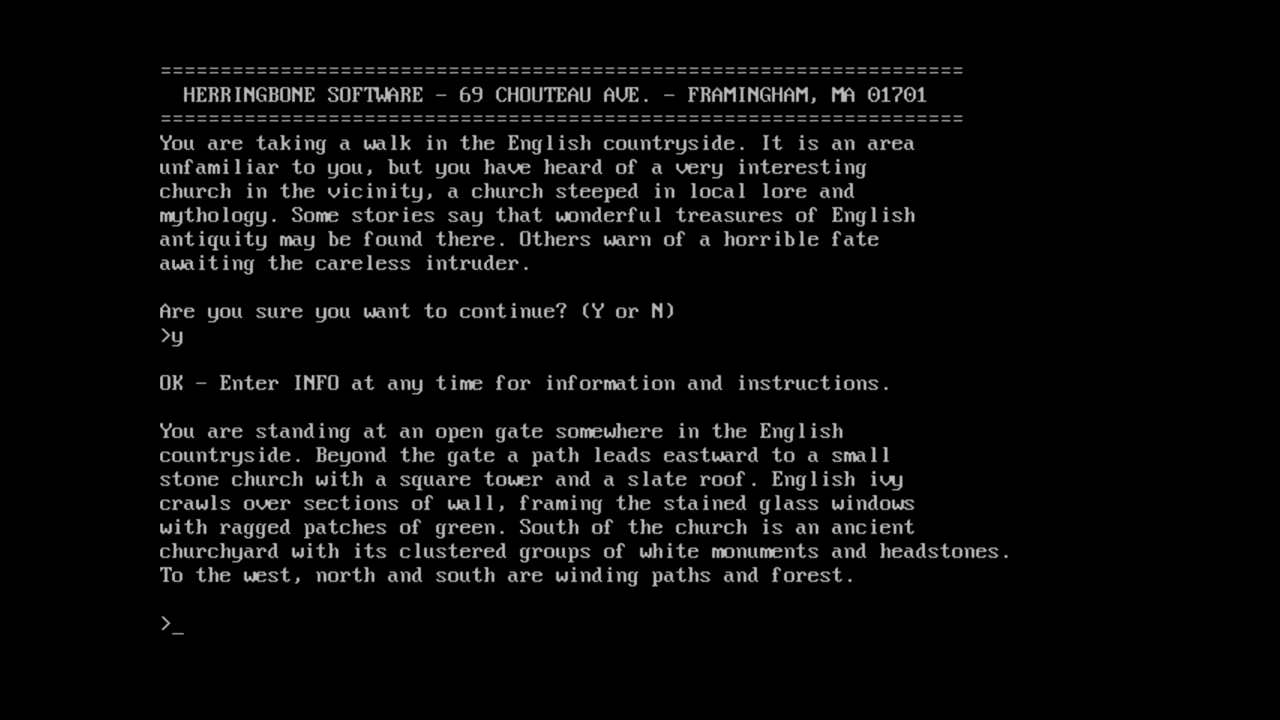 ===================================================================
HERRINGBONE SOFTWARE - 69 CHOUTEAU AVE. - FRAMINGHAM, MA 01701
===================================================================
You are taking a walk in the English countryside. It is an area
unfamiliar to you, but you have heard of a very interesting
church in the vicinity, a church steeped in local lore and
mythology. Some stories say that wonderful treasures of English
antiquity may be found there. Others warn of a horrible fate
awaiting the careless intruder.
Are you sure you want to continue? (Y or N)
>y
OK - Enter INFO at any time for information and instructions.
You are standing at an open gate somewhere in the English
countryside. Beyond the gate a path leads eastward to a small
stone church with a square tower and a slate roof. English ivy
crawls over sections of wall, framing the stained glass windows
with ragged patches of green. South of the church is an ancient
churchyard with its clustered groups of white monuments and headstones.
To the west, north and south are winding paths and forest.
>_